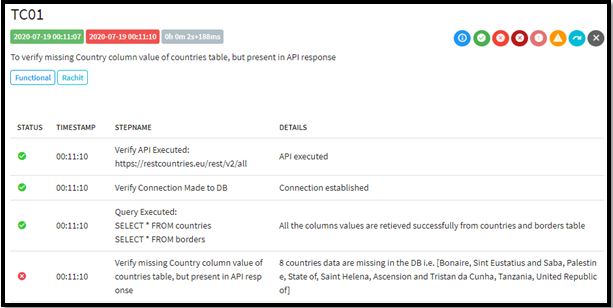 TC01
2020-07-19 00:11:07 2020-07-19 00:11:10 0h 0m 2s+188ms
To verify missing Country column value of countries table, but present in API response
Functional Rachit
STATUS TIMESTAMP STEPNAME DETAILS
00:11:10
Verify API Executed:
https://restcountries.eu/rest/v2/all
API executed
00:11:10 Verify Connection Made to DB Connection established
00:11:10
Query Executed:
SELECT * FROM countries
SELECT * FROM borders
All the columns values are retieved successfully from countries and borders table
00:11:10
Verify missing Country column value of
countries table, but present in API resp
onse
8 countries data are missing in the DB i.e. [Bonaire, Sint Eustatius and Saba, Palestin
e, State of, Saint Helena, Ascension and Tristan da Cunha, Tanzania, United Republic
of]